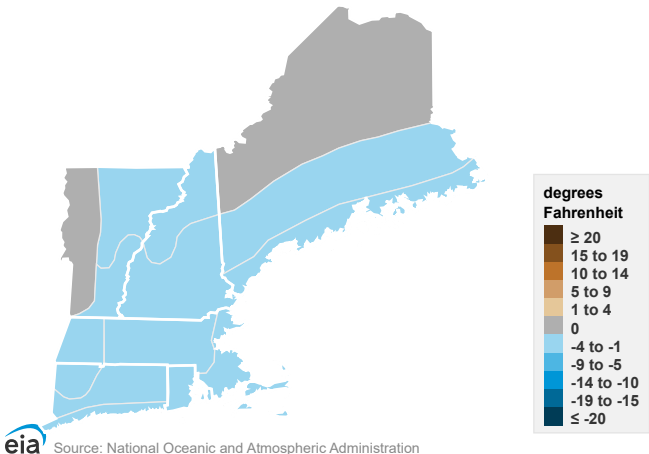 degrees
Fahrenheit
≥ 20
15 to 19
10 to 14
5 to 9
1 to 4
0
-4 to -1
-9 to -5
-14 to -10
-19 to -15
≤ -20
eia Source: National Oceanic and Atmospheric Administration